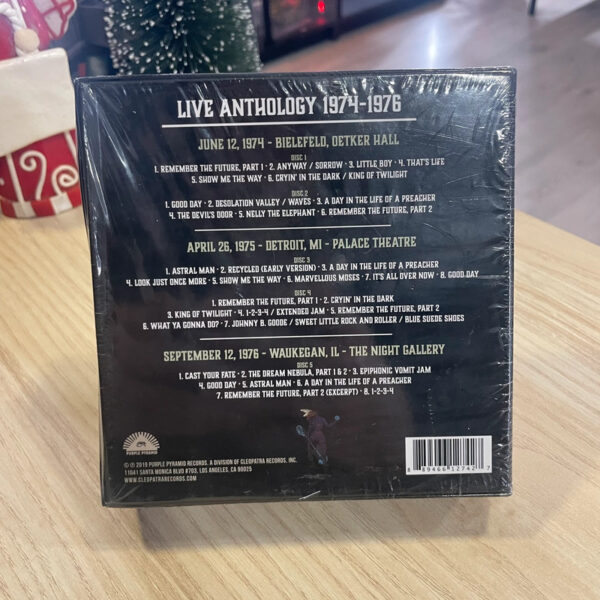 LIVE ANTHOLOGY 1974-1976
JUNE 12, 1974 - BIELEFELD, OETKER HALL
DISC 1
1. REMEMBER THE FUTURE, PART 1 · 2. ANYWAY / SORROW · 3. LITTLE BOY · 4. THAT'S LIFE
5. SHOW ME THE WAY · 6. CRYIN' IN THE DARK / KING OF TWILIGHT
DISC 2
1. GOOD DAY · 2. DESOLATION VALLEY / WAVES · 3. A DAY IN THE LIFE OF A PREACHER
4. THE DEVIL'S DOOR · 5. NELLY THE ELEPHANT · 6. REMEMBER THE FUTURE, PART 2
APRIL 26, 1975 - DETROIT, MI - PALACE THEATRE
DISC 3
1. ASTRAL MAN · 2. RECYCLED (EARLY VERSION) · 3. A DAY IN THE LIFE OF A PREACHER
4. LOOK JUST ONCE MORE · 5. SHOW ME THE WAY · 6. MARVELLOUS MOSES · 7. IT'S ALL OVER NOW · 8. GOOD DAY
DISC 4
1. REMEMBER THE FUTURE, PART 1 · 2. CRYIN' IN THE DARK
3. KING OF TWILIGHT · 4. 1-2-3-4 / EXTENDED JAM · 5. REMEMBER THE FUTURE, PART 2
6. WHAT YA GONNA DO? · 7. JOHNNY B. GOODE / SWEET LITTLE ROCK AND ROLLER / BLUE SUEDE SHOES
SEPTEMBER 12, 1976 - WAUKEGAN, IL - THE NIGHT GALLERY
DISC 5
1. CAST YOUR FATE · 2. THE DREAM NEBULA, PART 1 & 2 · 3. EPIPHONIC VOMIT JAM
4. GOOD DAY · 5. ASTRAL MAN · 6. A DAY IN THE LIFE OF A PREACHER
7. REMEMBER THE FUTURE, PART 2 (EXCERPT) · 8. 1-2-3-4
PURPLE PYRAMID
© ℗ 2019 PURPLE PYRAMID RECORDS, A DIVISION OF CLEOPATRA RECORDS, INC.
11041 SANTA MONICA BLVD #703, LOS ANGELES, CA 90025
WWW.CLEOPATRARECORDS.COM
8 89466 12742 7